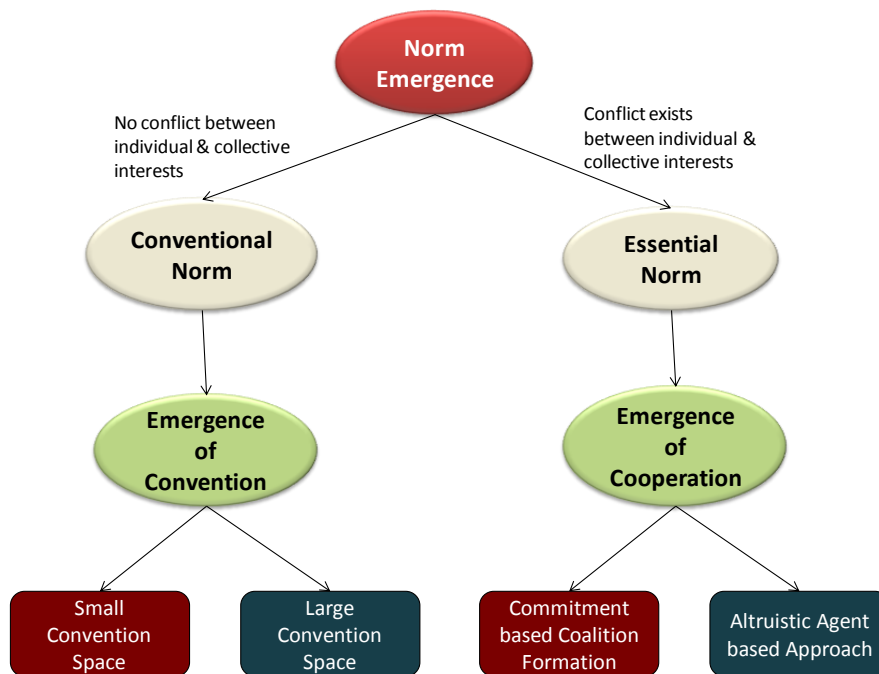 Norm
Emergence
No conflict between
individual & collective
interests
Conflict exists
between individual &
collective interests
Conventional
Norm
Essential
Norm
Emergence
of
Convention
Emergence
of
Cooperation
Small
Convention
Space
Large
Convention
Space
Commitment
based Coalition
Formation
Altruistic Agent
based Approach